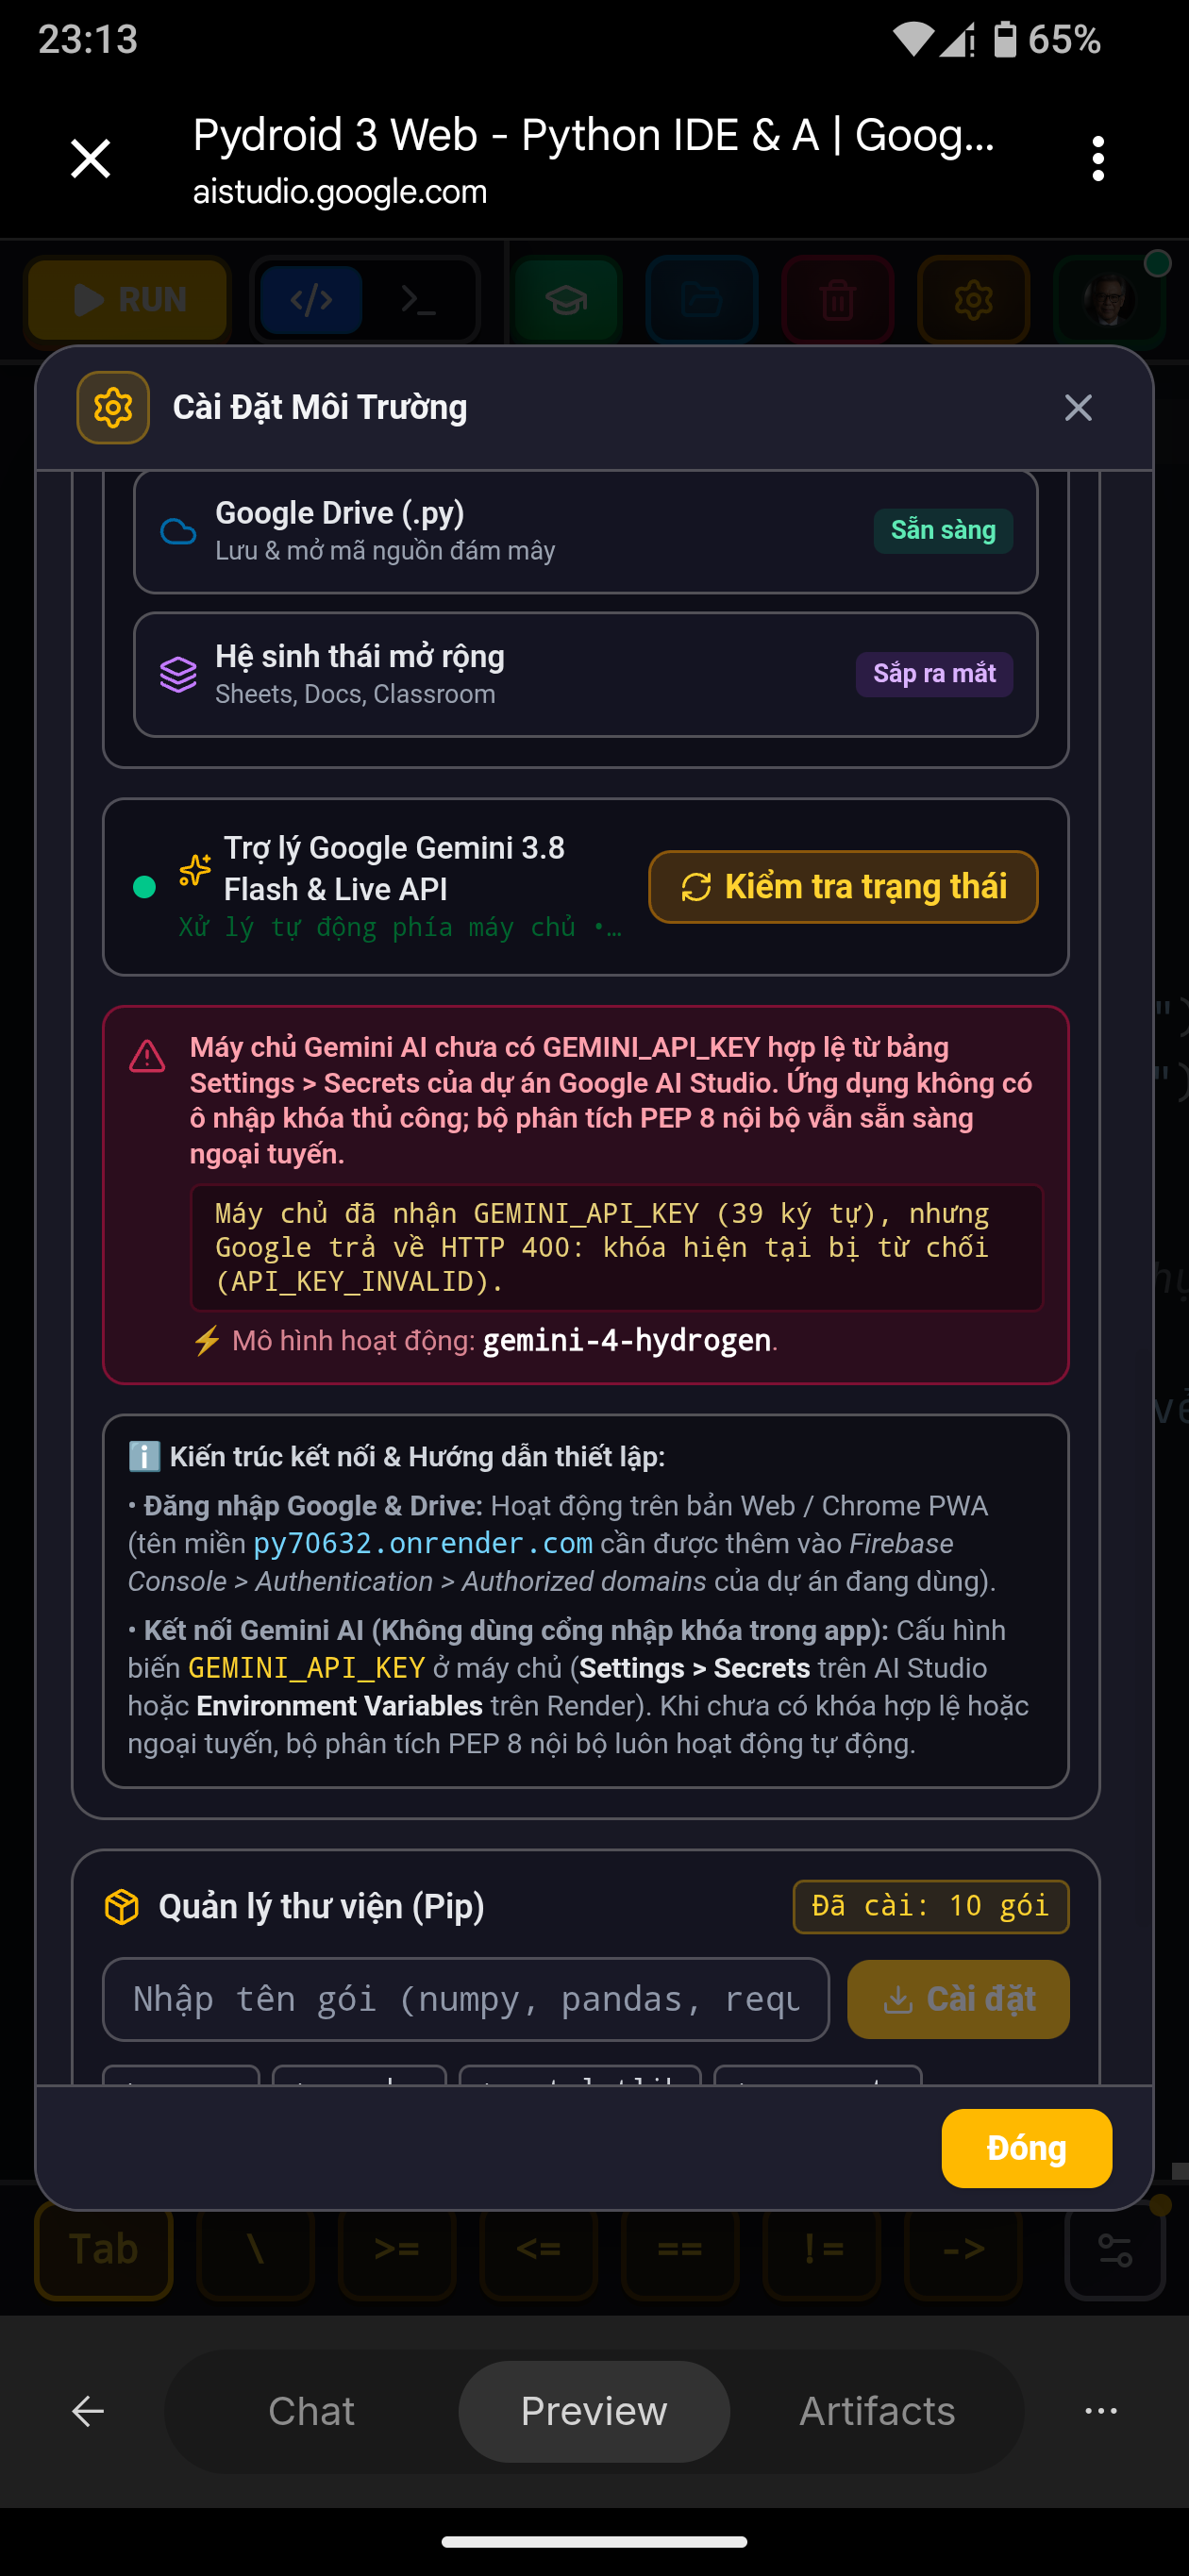 23:13
65%
Pydroid 3 Web - Python IDE & A | Goog...
aistudio.google.com
RUN
</>
>_
Cài Đặt Môi Trường
Google Drive (.py)
Lưu & mở mã nguồn đám mây
Sẵn sàng
Hệ sinh thái mở rộng
Sheets, Docs, Classroom
Sắp ra mắt
Trợ lý Google Gemini 3.8
Flash & Live API
Xử lý tự động phía máy chủ •…
Kiểm tra trạng thái
Máy chủ Gemini AI chưa có GEMINI_API_KEY hợp lệ từ bảng
Settings > Secrets của dự án Google AI Studio. Ứng dụng không có
ô nhập khóa thủ công; bộ phân tích PEP 8 nội bộ vẫn sẵn sàng
ngoại tuyến.
Máy chủ đã nhận GEMINI_API_KEY (39 ký tự), nhưng
Google trả về HTTP 400: khóa hiện tại bị từ chối
(API_KEY_INVALID).
⚡ Mô hình hoạt động: gemini-4-hydrogen.
ℹ️ Kiến trúc kết nối & Hướng dẫn thiết lập:
• Đăng nhập Google & Drive: Hoạt động trên bản Web / Chrome PWA
(tên miền py70632.onrender.com cần được thêm vào Firebase
Console > Authentication > Authorized domains của dự án đang dùng).
• Kết nối Gemini AI (Không dùng cổng nhập khóa trong app): Cấu hình
biến GEMINI_API_KEY ở máy chủ (Settings > Secrets trên AI Studio
hoặc Environment Variables trên Render). Khi chưa có khóa hợp lệ hoặc
ngoại tuyến, bộ phân tích PEP 8 nội bộ luôn hoạt động tự động.
Quản lý thư viện (Pip)
Đã cài: 10 gói
Nhập tên gói (numpy, pandas, requ
Cài đặt
Đóng
Tab
\
>=
<=
==
!=
->
Chat
Preview
Artifacts